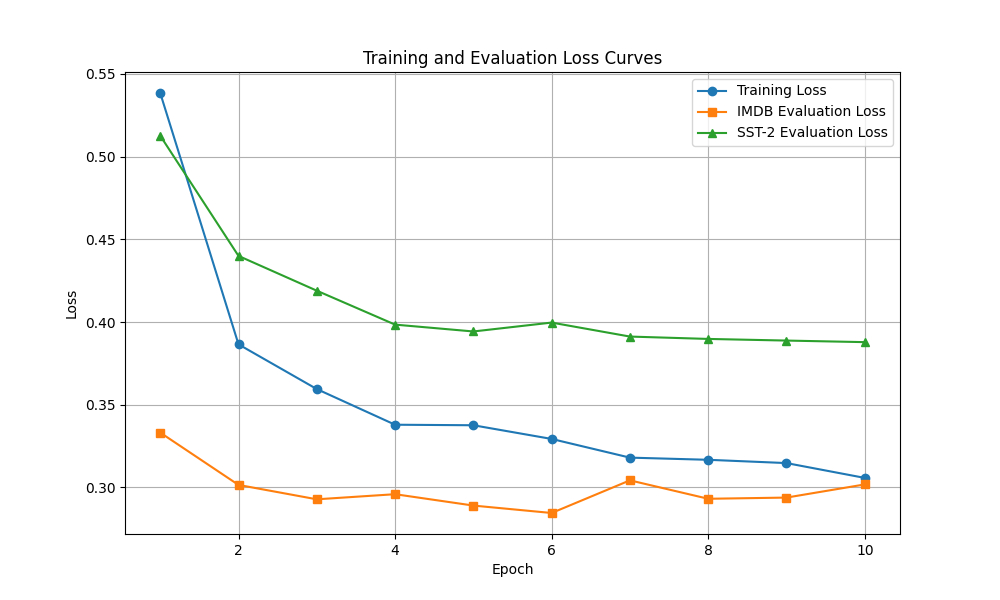 Training and Evaluation Loss Curves
Training Loss
IMDB Evaluation Loss
SST-2 Evaluation Loss
Loss
0.55
0.50
0.45
0.40
0.35
0.30
2 4 6 8 10
Epoch